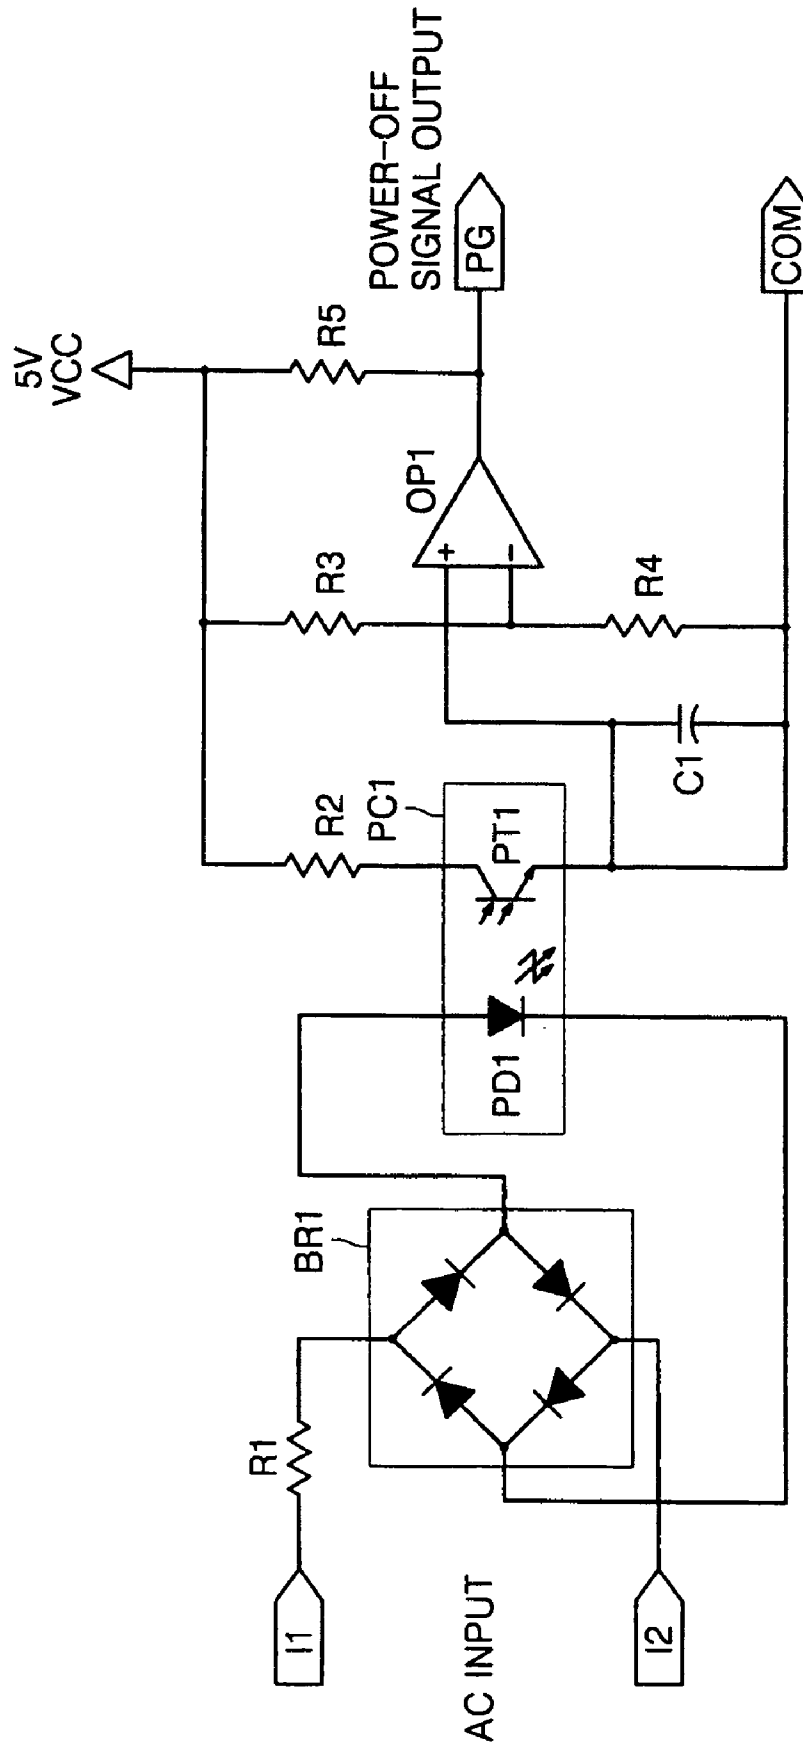 5V
VCC
POWER-OFF
SIGNAL OUTPUT
PG
COM
R5
OP1
+
−
R3
R4
R2
PC1
PT1
C1
PD1
BR1
R1
I1
AC INPUT
I2